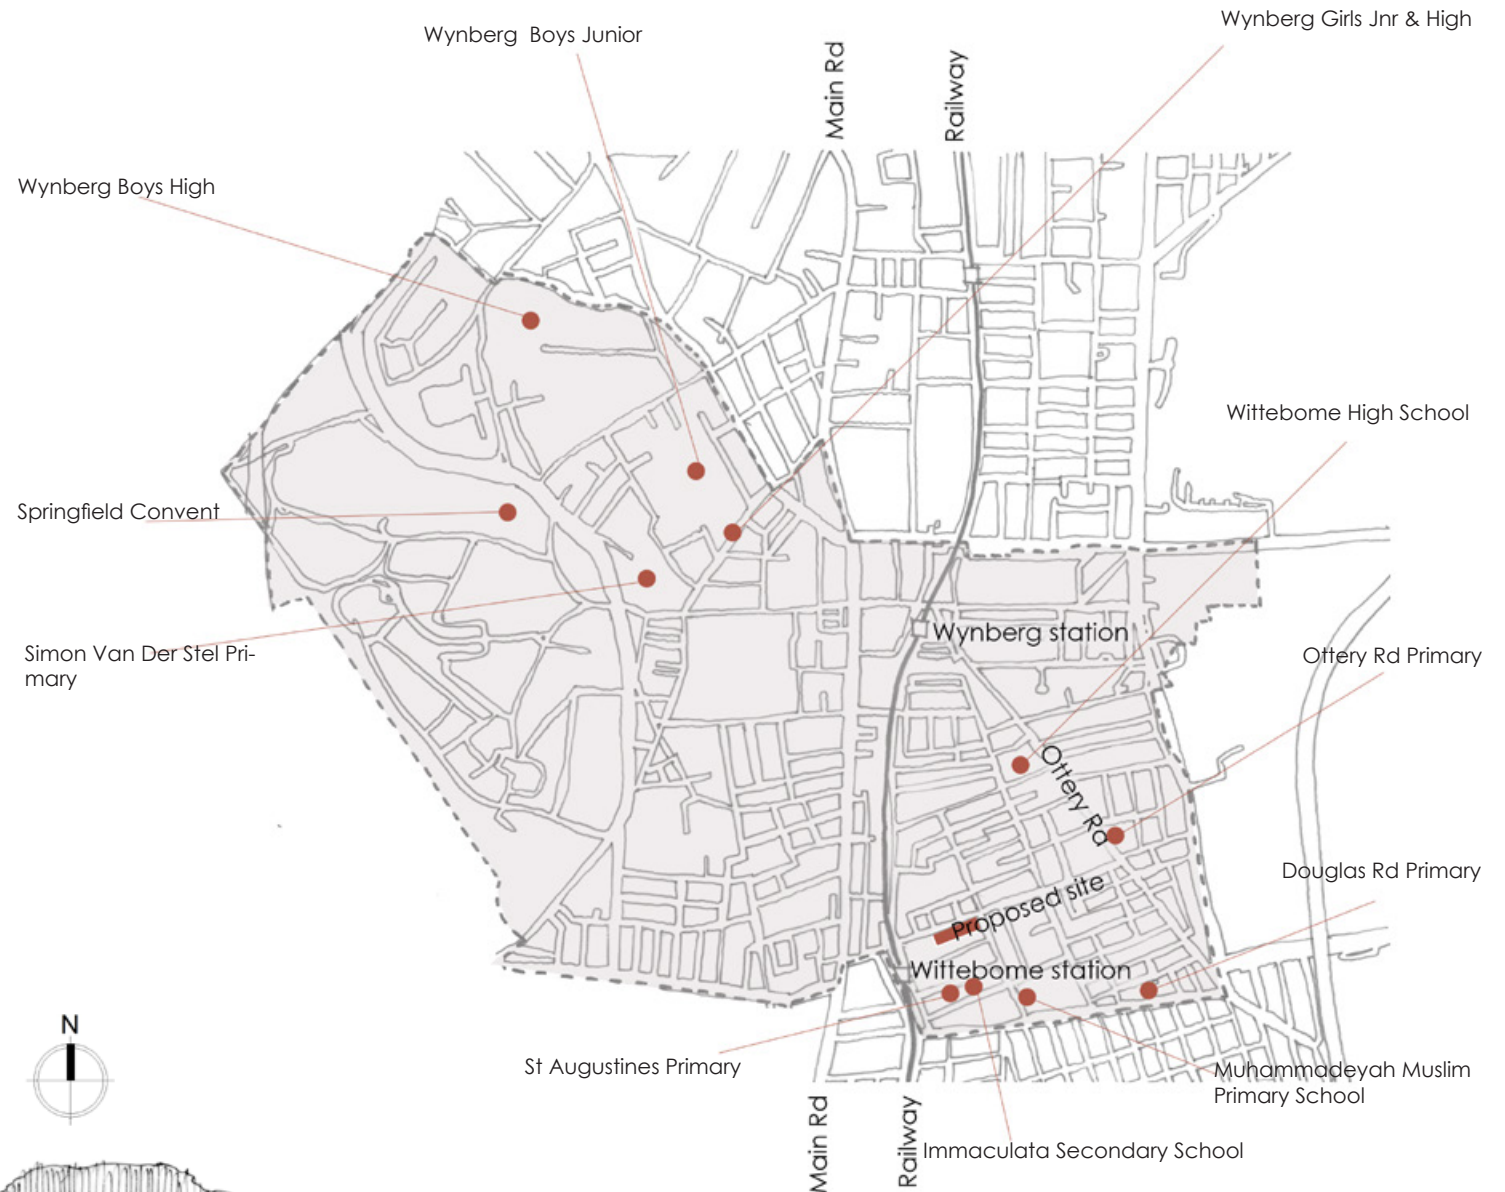 Wynberg Girls Jnr & High
Wynberg Boys Junior
Main Rd
Railway
Wynberg Boys High
Wittebome High School
Springfield Convent
Wynberg station
Simon Van Der Stel Pri-
mary
Ottery Rd Primary
Ottery Rd
Douglas Rd Primary
Proposed site
Wittebome station
N
St Augustines Primary
Muhammadeyah Muslim
Primary School
Main Rd
Railway
Immaculata Secondary School